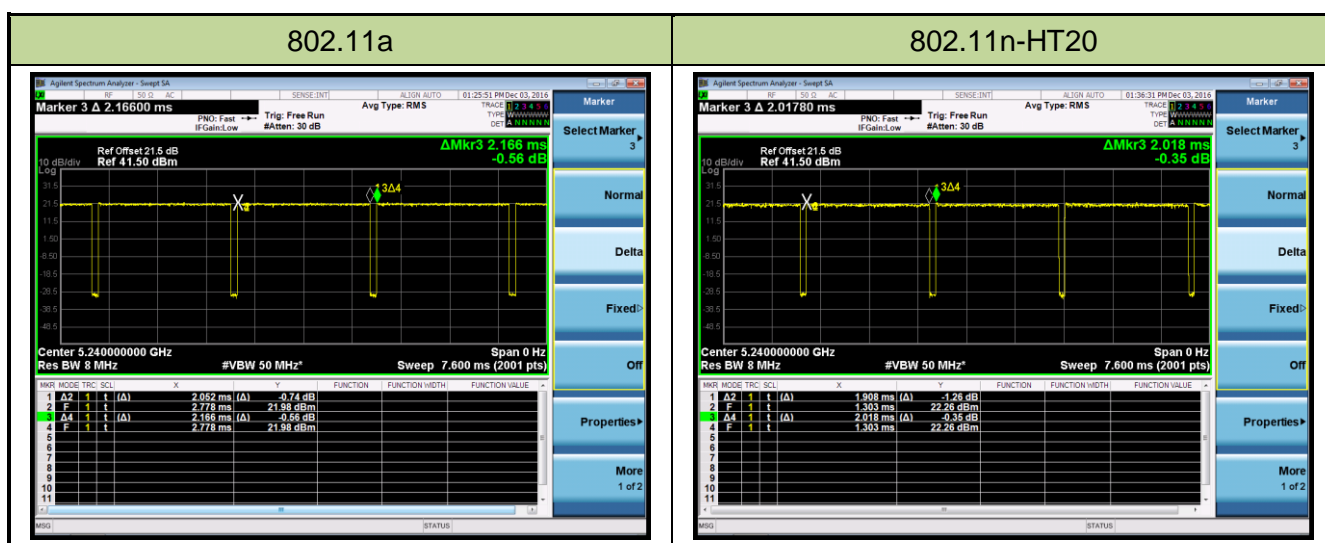 802.11a
Agilent Spectrum Analyzer - Swept SA
RF 50 Ω AC SENSE:INT ALIGN AUTO 01:25:51 PM Dec 03, 2016
Marker 3 Δ 2.16600 ms
PNO: Fast Trig: Free Run Avg Type: RMS TRACE 1 2 3 4 5 6
IFGain:Low #Atten: 30 dB TYPE WWWWWW
DET A N N N N N
ΔMkr3 2.166 ms
-0.56 dB
Ref Offset 21.5 dB
10 dB/div Ref 41.50 dBm
Log
31.5
21.5
11.5
1.50
-8.50
-18.5
-28.5
-38.5
-48.5
3Δ4
Center 5.240000000 GHz Span 0 Hz
Res BW 8 MHz #VBW 50 MHz* Sweep 7.600 ms (2001 pts)
MKR MODE TRC SCL X Y FUNCTION FUNCTION WIDTH FUNCTION VALUE
1 Δ2 1 t (Δ) 2.052 ms (Δ) -0.74 dB
2 F 1 t 2.778 ms 21.98 dBm
3 Δ4 1 t (Δ) 2.166 ms (Δ) -0.56 dB
4 F 1 t 2.778 ms 21.98 dBm
5
6
7
8
9
10
11
MSG STATUS
Marker
Select Marker
3
Normal
Delta
Fixed
Off
Properties
More
1 of 2
802.11n-HT20
Agilent Spectrum Analyzer - Swept SA
RF 50 Ω AC SENSE:INT ALIGN AUTO 01:36:31 PM Dec 03, 2016
Marker 3 Δ 2.01780 ms
PNO: Fast Trig: Free Run Avg Type: RMS TRACE 1 2 3 4 5 6
IFGain:Low #Atten: 30 dB TYPE WWWWWW
DET A N N N N N
ΔMkr3 2.018 ms
-0.35 dB
Ref Offset 21.5 dB
10 dB/div Ref 41.50 dBm
Log
31.5
21.5
11.5
1.50
-8.50
-18.5
-28.5
-38.5
-48.5
3Δ4
Center 5.240000000 GHz Span 0 Hz
Res BW 8 MHz #VBW 50 MHz* Sweep 7.600 ms (2001 pts)
MKR MODE TRC SCL X Y FUNCTION FUNCTION WIDTH FUNCTION VALUE
1 Δ2 1 t (Δ) 1.908 ms (Δ) -1.26 dB
2 F 1 t 1.303 ms 22.26 dBm
3 Δ4 1 t (Δ) 2.018 ms (Δ) -0.35 dB
4 F 1 t 1.303 ms 22.26 dBm
5
6
7
8
9
10
11
MSG STATUS
Marker
Select Marker
3
Normal
Delta
Fixed
Off
Properties
More
1 of 2